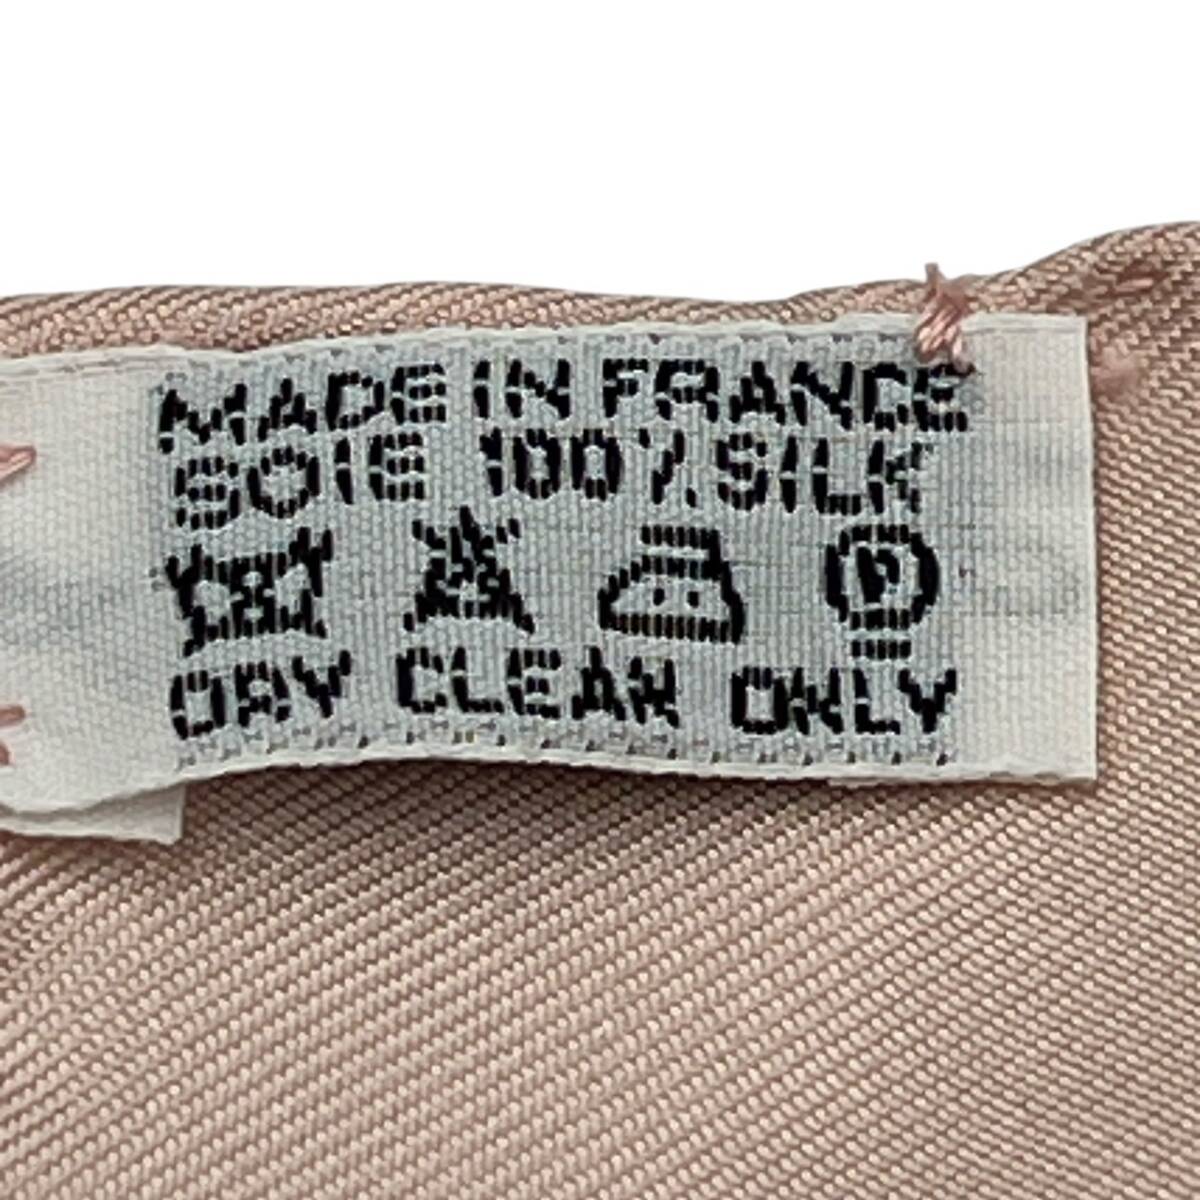 MADE IN FRANCE
SOIE 100% SILK
P
DRY CLEAN ONLY